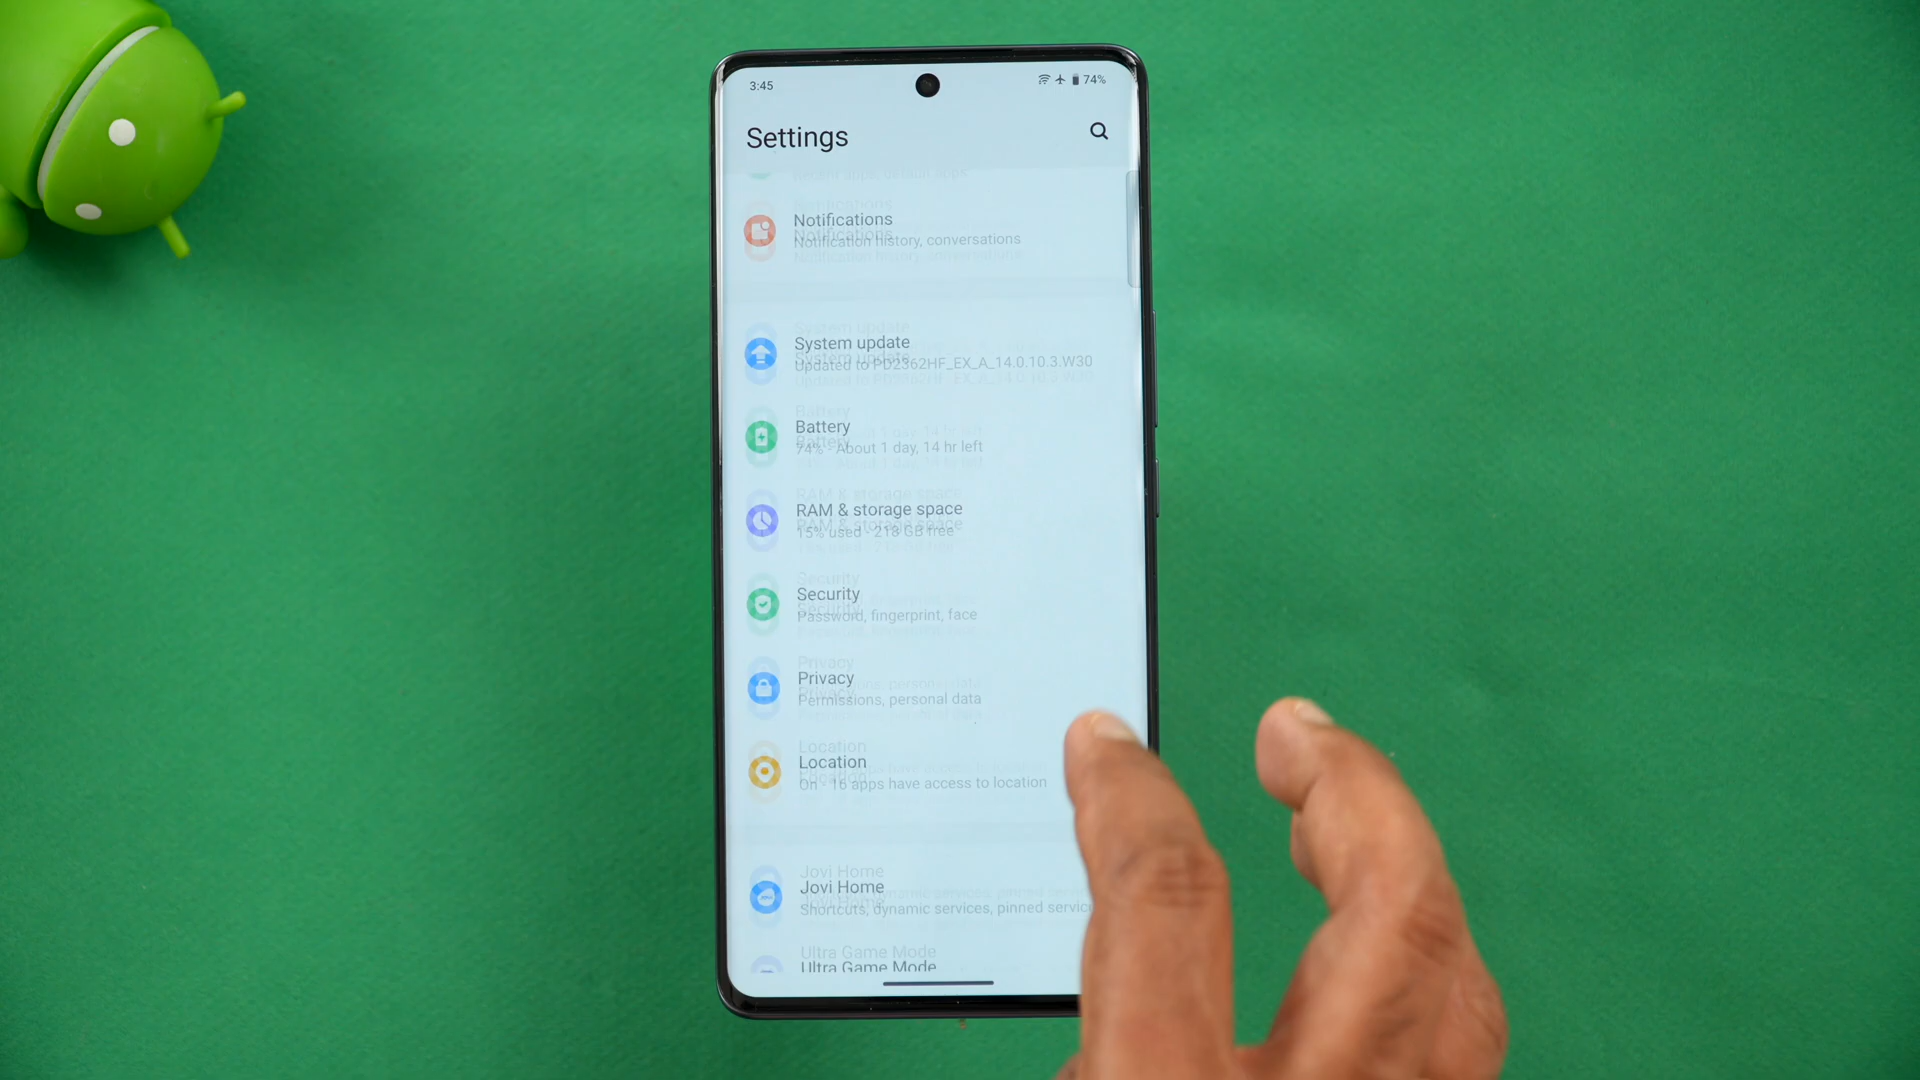 3:45
74%
Settings
Notifications
Notification history, conversations
System update
Updated to PD2362HF_EX_A_14.0.10.3.W30
Battery
74% - About 1 day, 14 hr left
RAM & storage space
15% used - 218 GB free
Security
Password, fingerprint, face
Privacy
Permissions, personal data
Location
On - 16 apps have access to location
Jovi Home
Shortcuts, dynamic services, pinned
Ultra Game Mode